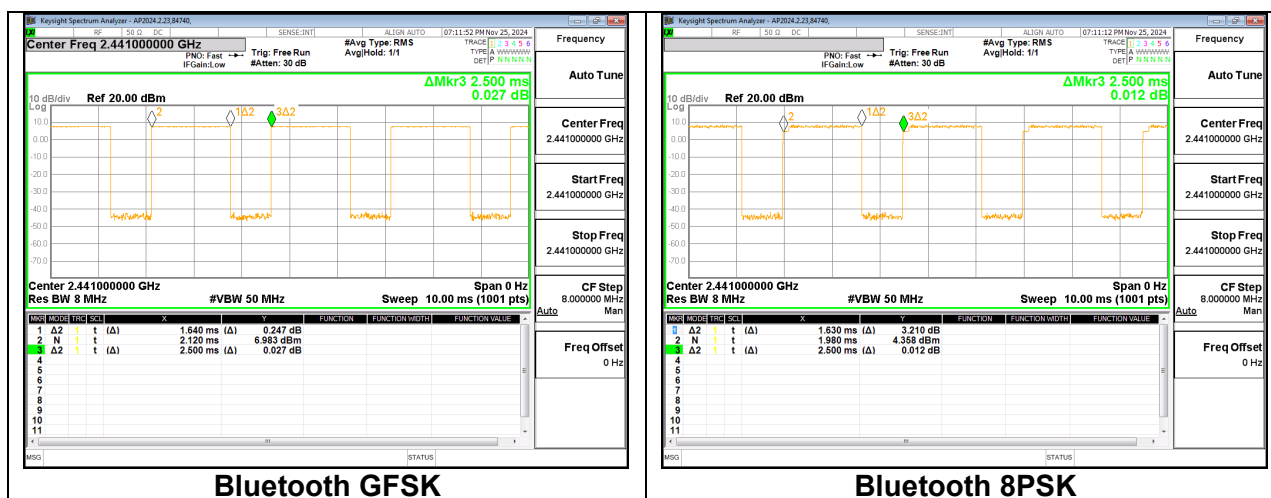 Keysight Spectrum Analyzer - AP2024.2.23,84740,
LXI RF 50 Ω DC SENSE:INT ALIGN AUTO 07:11:52 PM Nov 25, 2024
Center Freq 2.441000000 GHz
#Avg Type: RMS
TRACE 1 2 3 4 5 6
PNO: Fast Trig: Free Run Avg|Hold: 1/1
TYPE A WWWWW
IFGain:Low #Atten: 30 dB
DET P N N N N N
ΔMkr3 2.500 ms
0.027 dB
10 dB/div Ref 20.00 dBm
Log
10.0
0.00
-10.0
-20.0
-30.0
-40.0
-50.0
-60.0
-70.0
2 1Δ2 3Δ2
Center 2.441000000 GHz Span 0 Hz
Res BW 8 MHz #VBW 50 MHz Sweep 10.00 ms (1001 pts)
MKR MODE TRC SCL X Y FUNCTION FUNCTION WIDTH FUNCTION VALUE
1 Δ2 1 t (Δ) 1.640 ms (Δ) 0.247 dB
2 N 1 t 2.120 ms 6.983 dBm
3 Δ2 1 t (Δ) 2.500 ms (Δ) 0.027 dB
4
5
6
7
8
9
10
11
MSG STATUS
Frequency
Auto Tune
Center Freq
2.441000000 GHz
Start Freq
2.441000000 GHz
Stop Freq
2.441000000 GHz
CF Step
8.000000 MHz
Auto Man
Freq Offset
0 Hz
Bluetooth GFSK
Keysight Spectrum Analyzer - AP2024.2.23,84740,
LXI RF 50 Ω DC SENSE:INT ALIGN AUTO 07:11:12 PM Nov 25, 2024
#Avg Type: RMS
TRACE 1 2 3 4 5 6
PNO: Fast Trig: Free Run Avg|Hold: 1/1
TYPE A WWWWW
IFGain:Low #Atten: 30 dB
DET P N N N N N
ΔMkr3 2.500 ms
0.012 dB
10 dB/div Ref 20.00 dBm
Log
10.0
0.00
-10.0
-20.0
-30.0
-40.0
-50.0
-60.0
-70.0
2 1Δ2 3Δ2
Center 2.441000000 GHz Span 0 Hz
Res BW 8 MHz #VBW 50 MHz Sweep 10.00 ms (1001 pts)
MKR MODE TRC SCL X Y FUNCTION FUNCTION WIDTH FUNCTION VALUE
1 Δ2 1 t (Δ) 1.630 ms (Δ) 3.210 dB
2 N 1 t 1.980 ms 4.358 dBm
3 Δ2 1 t (Δ) 2.500 ms (Δ) 0.012 dB
4
5
6
7
8
9
10
11
MSG STATUS
Frequency
Auto Tune
Center Freq
2.441000000 GHz
Start Freq
2.441000000 GHz
Stop Freq
2.441000000 GHz
CF Step
8.000000 MHz
Auto Man
Freq Offset
0 Hz
Bluetooth 8PSK